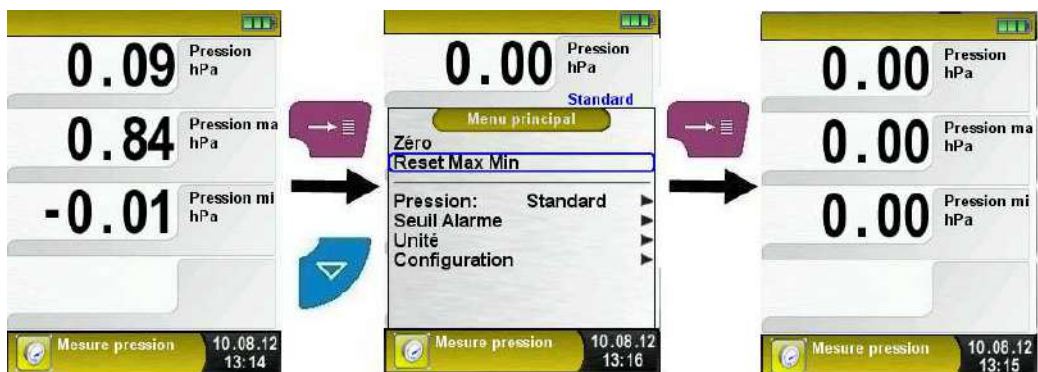 0.09 Pression
hPa
0.84 Pression ma
hPa
-0.01 Pression mi
hPa
Mesure pression 10.08.12
13:14
0.00 Pression
hPa
Standard
Menu principal
Zéro
Reset Max Min
Pression: Standard
Seuil Alarme
Unité
Configuration
Mesure pression 10.08.12
13:16
0.00 Pression
hPa
0.00 Pression ma
hPa
0.00 Pression mi
hPa
Mesure pression 10.08.12
13:15